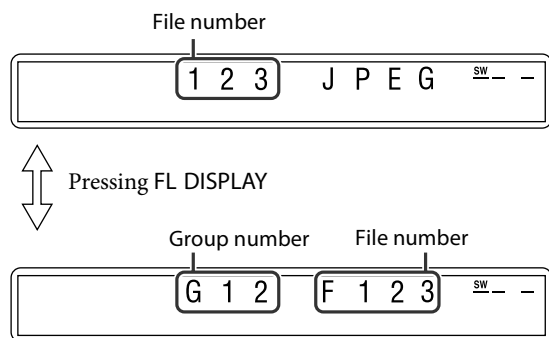 File number
1 2 3 J P E G SW – –
Pressing FL DISPLAY
Group number File number
G 1 2 F 1 2 3 SW – –